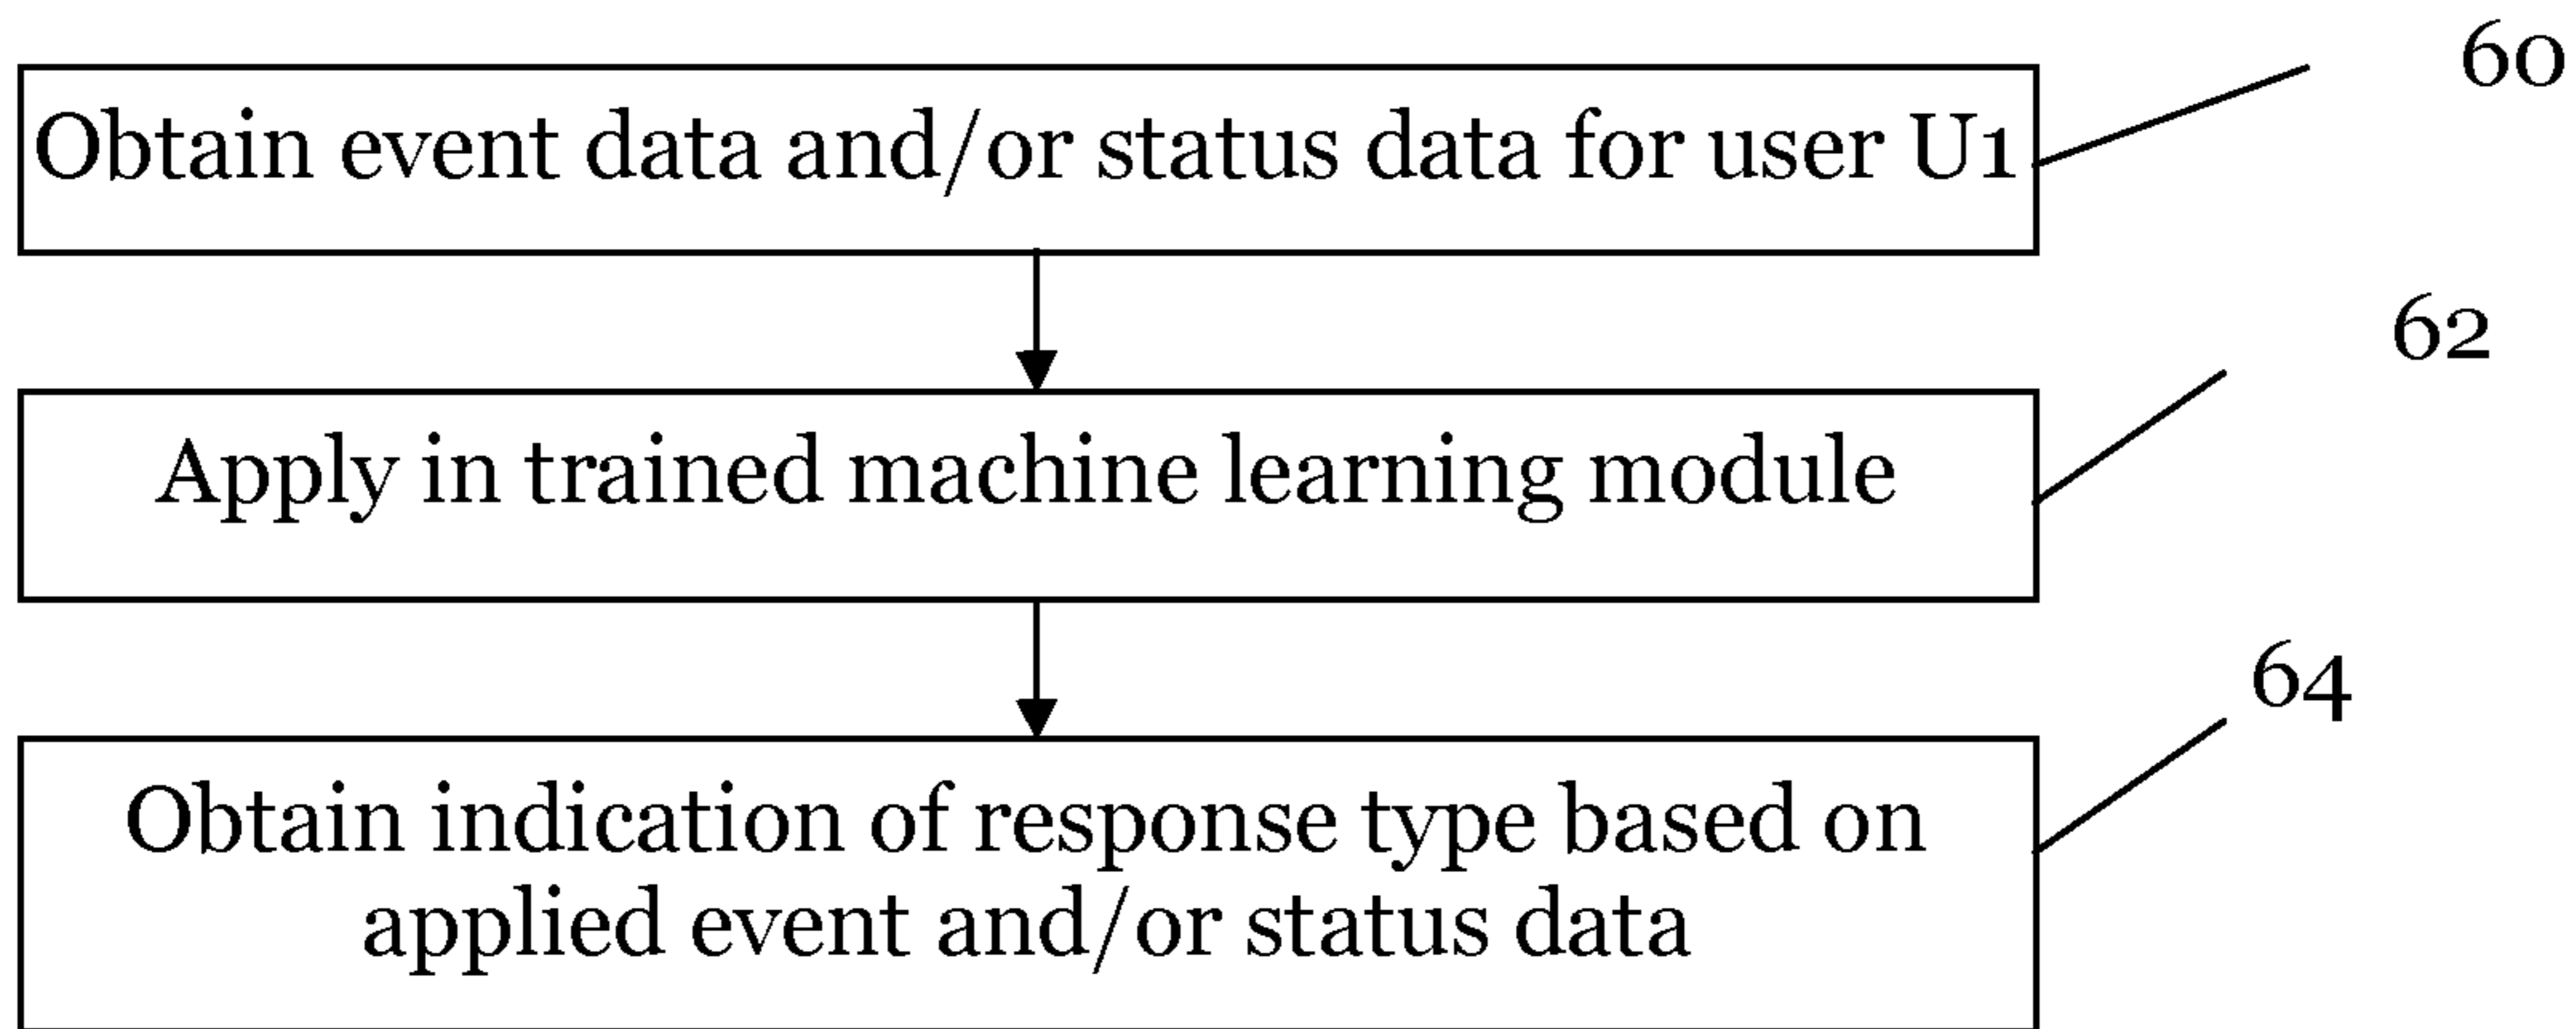 60
Obtain event data and/or status data for user U1
62
Apply in trained machine learning module
64
Obtain indication of response type based on
applied event and/or status data